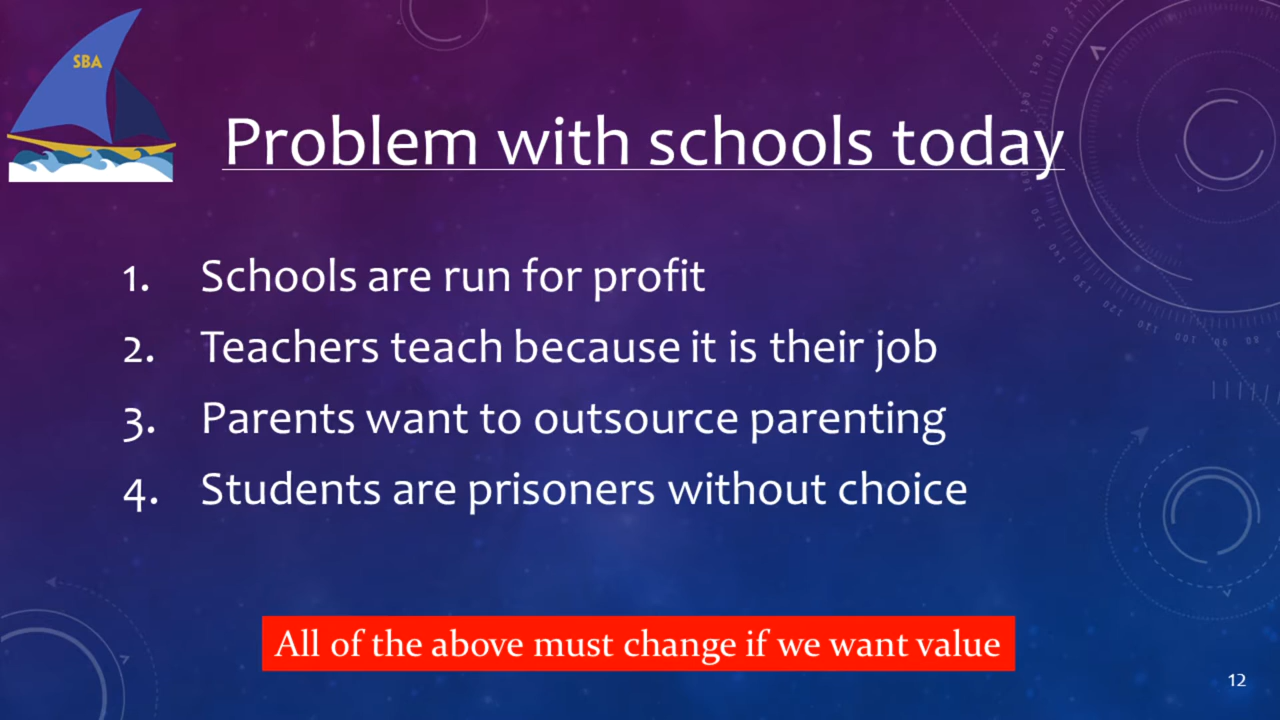 SBA
Problem with schools today
1. Schools are run for profit
2. Teachers teach because it is their job
3. Parents want to outsource parenting
4. Students are prisoners without choice
All of the above must change if we want value
12